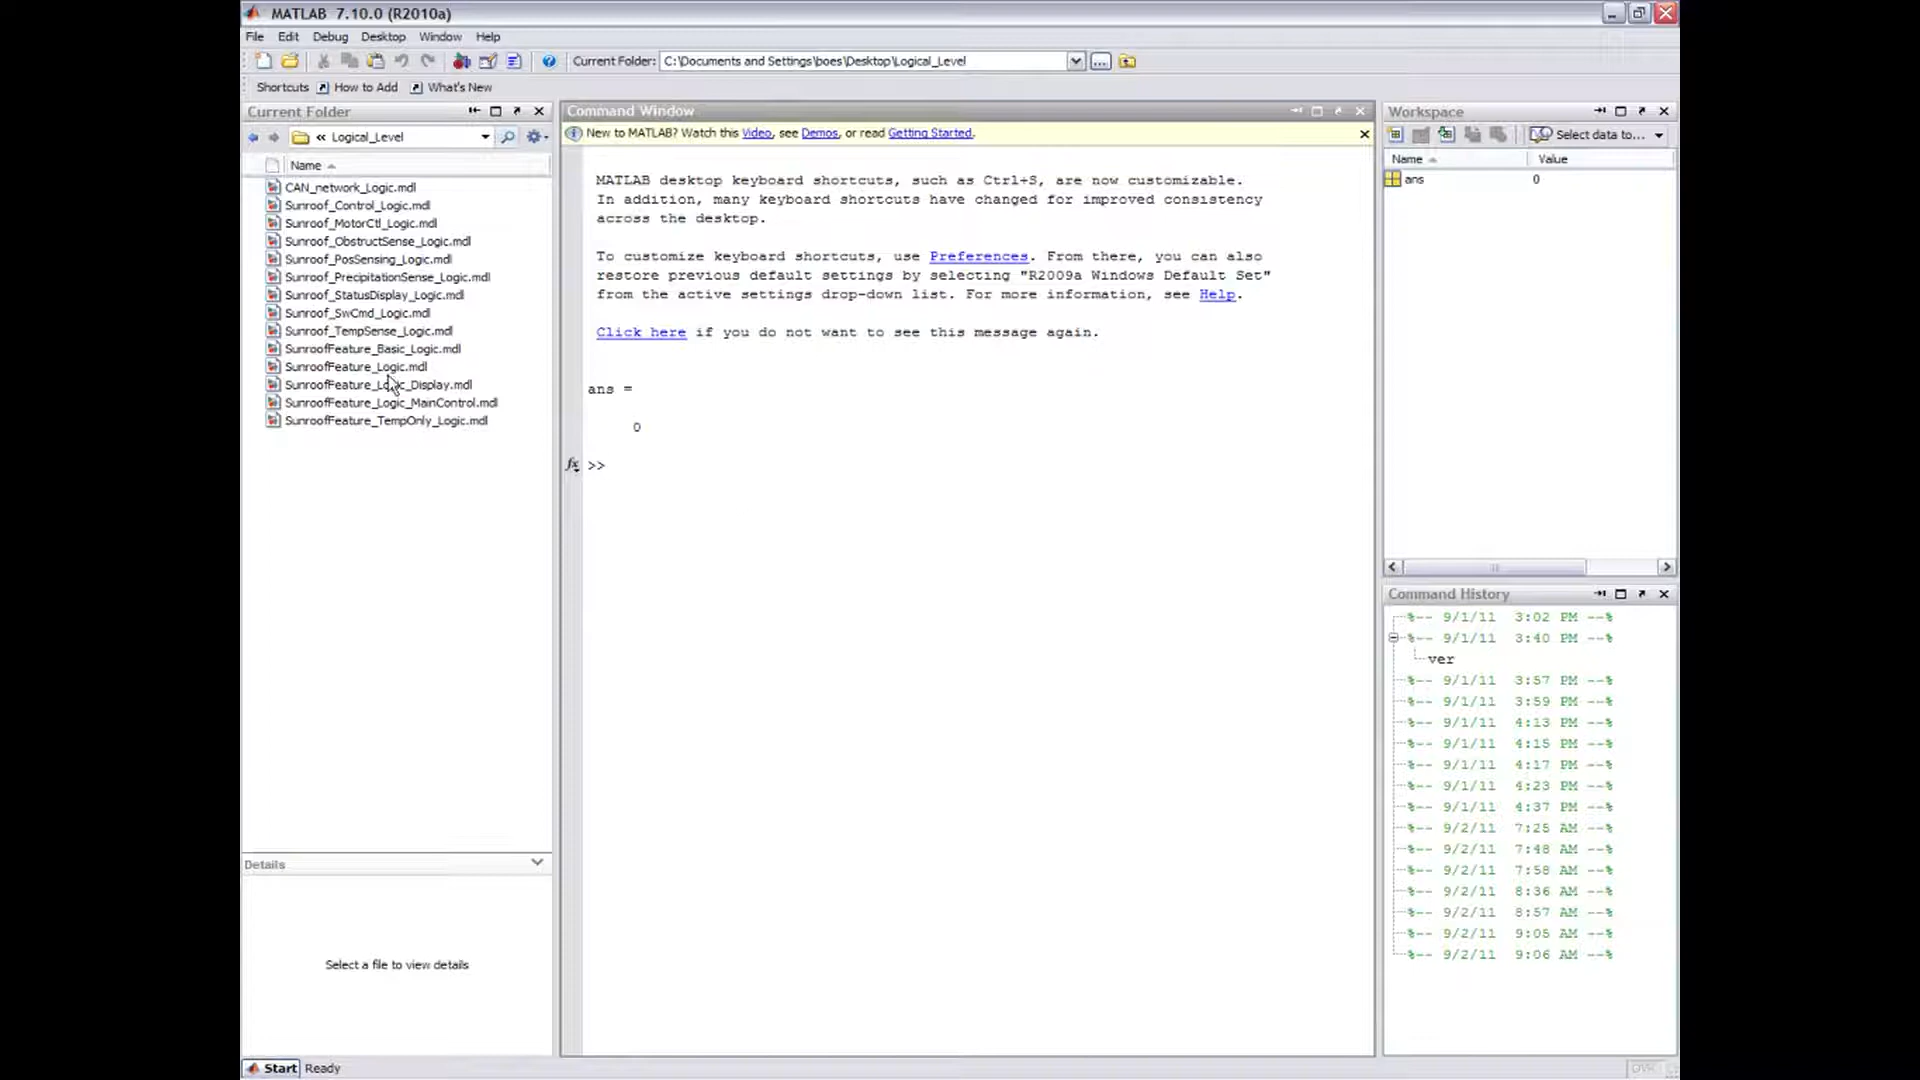 MATLAB 7.10.0 (R2010a)
File Edit Debug Desktop Window Help
Current Folder: C:\Documents and Settings\boes\Desktop\Logical_Level
Shortcuts How to Add What's New
Current Folder
« Logical_Level
Name
CAN_network_Logic.mdl
Sunroof_Control_Logic.mdl
Sunroof_MotorCtl_Logic.mdl
Sunroof_ObstructSense_Logic.mdl
Sunroof_PosSensing_Logic.mdl
Sunroof_PrecipitationSense_Logic.mdl
Sunroof_StatusDisplay_Logic.mdl
Sunroof_SwCmd_Logic.mdl
Sunroof_TempSense_Logic.mdl
SunroofFeature_Basic_Logic.mdl
SunroofFeature_Logic.mdl
SunroofFeature_Logic_Display.mdl
SunroofFeature_Logic_MainControl.mdl
SunroofFeature_TempOnly_Logic.mdl
Details
Select a file to view details
Command Window
New to MATLAB? Watch this Video, see Demos, or read Getting Started.
MATLAB desktop keyboard shortcuts, such as Ctrl+S, are now customizable.
In addition, many keyboard shortcuts have changed for improved consistency
across the desktop.
To customize keyboard shortcuts, use Preferences. From there, you can also
restore previous default settings by selecting "R2009a Windows Default Set"
from the active settings drop-down list. For more information, see Help.
Click here if you do not want to see this message again.
ans =
0
fx >>
Workspace
Select data to...
Name Value
ans 0
Command History
%-- 9/1/11 3:02 PM --%
%-- 9/1/11 3:40 PM --%
ver
%-- 9/1/11 3:57 PM --%
%-- 9/1/11 3:59 PM --%
%-- 9/1/11 4:13 PM --%
%-- 9/1/11 4:15 PM --%
%-- 9/1/11 4:17 PM --%
%-- 9/1/11 4:23 PM --%
%-- 9/1/11 4:37 PM --%
%-- 9/2/11 7:25 AM --%
%-- 9/2/11 7:48 AM --%
%-- 9/2/11 7:58 AM --%
%-- 9/2/11 8:36 AM --%
%-- 9/2/11 8:57 AM --%
%-- 9/2/11 9:05 AM --%
%-- 9/2/11 9:06 AM --%
Start Ready